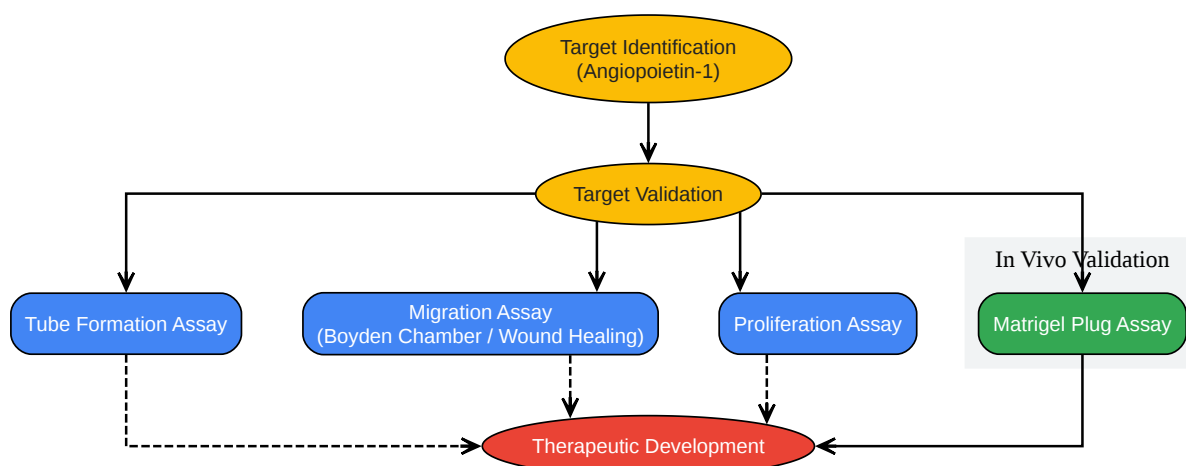 Target Identification
(Angiopoietin-1)
Target Validation
In Vivo Validation
Tube Formation Assay
Migration Assay
(Boyden Chamber / Wound Healing)
Proliferation Assay
Matrigel Plug Assay
Therapeutic Development